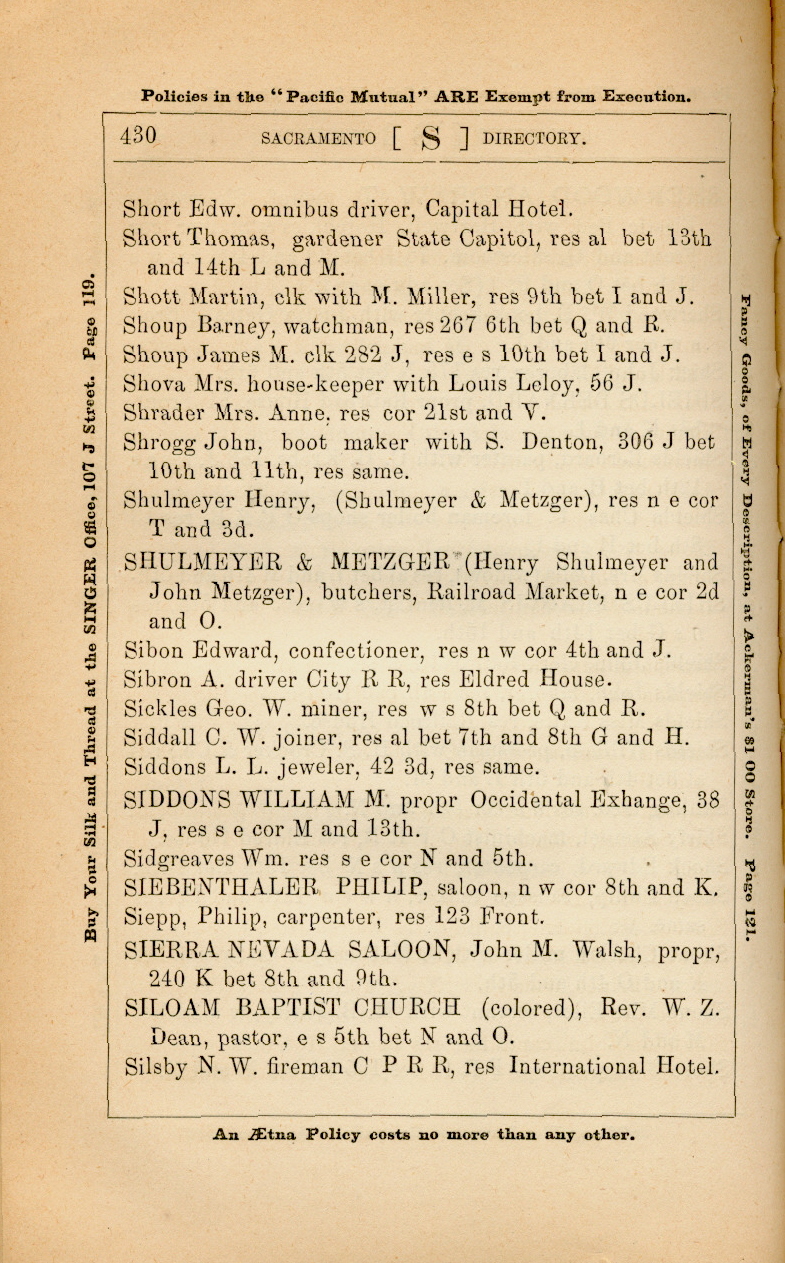 Policies in the “Pacific Mutual” ARE Exempt from Execution.
430 SACRAMENTO [ S ] DIRECTORY.
Short Edw. omnibus driver, Capital Hotel.
Short Thomas, gardener State Capitol, res al bet 13th
and 14th L and M.
Shott Martin, clk with M. Miller, res 9th bet I and J.
Shoup Barney, watchman, res 267 6th bet Q and R.
Shoup James M. clk 282 J, res e s 10th bet I and J.
Shova Mrs. house-keeper with Louis Leloy, 56 J.
Shrader Mrs. Anne, res cor 21st and V.
Shrogg John, boot maker with S. Denton, 306 J bet
10th and 11th, res same.
Shulmeyer Henry, (Shulmeyer & Metzger), res n e cor
T and 3d.
SHULMEYER & METZGER (Henry Shulmeyer and
John Metzger), butchers, Railroad Market, n e cor 2d
and O.
Sibon Edward, confectioner, res n w cor 4th and J.
Sibron A. driver City R R, res Eldred House.
Sickles Geo. W. miner, res w s 8th bet Q and R.
Siddall C. W. joiner, res al bet 7th and 8th G and H.
Siddons L. L. jeweler, 42 3d, res same.
SIDDONS WILLIAM M. propr Occidental Exhange, 38
J, res s e cor M and 13th.
Sidgreaves Wm. res s e cor N and 5th.
SIEBENTHALER PHILIP, saloon, n w cor 8th and K.
Siepp, Philip, carpenter, res 123 Front.
SIERRA NEVADA SALOON, John M. Walsh, propr,
240 K bet 8th and 9th.
SILOAM BAPTIST CHURCH (colored), Rev. W. Z.
Dean, pastor, e s 5th bet N and O.
Silsby N. W. fireman C P R R, res International Hotel.
An Ætna Policy costs no more than any other.
Buy Your Silk and Thread at the SINGER Office, 107 J Street. Page 119.
Fancy Goods, of Every Description, at Ackerman's $1 00 Store. Page 121.